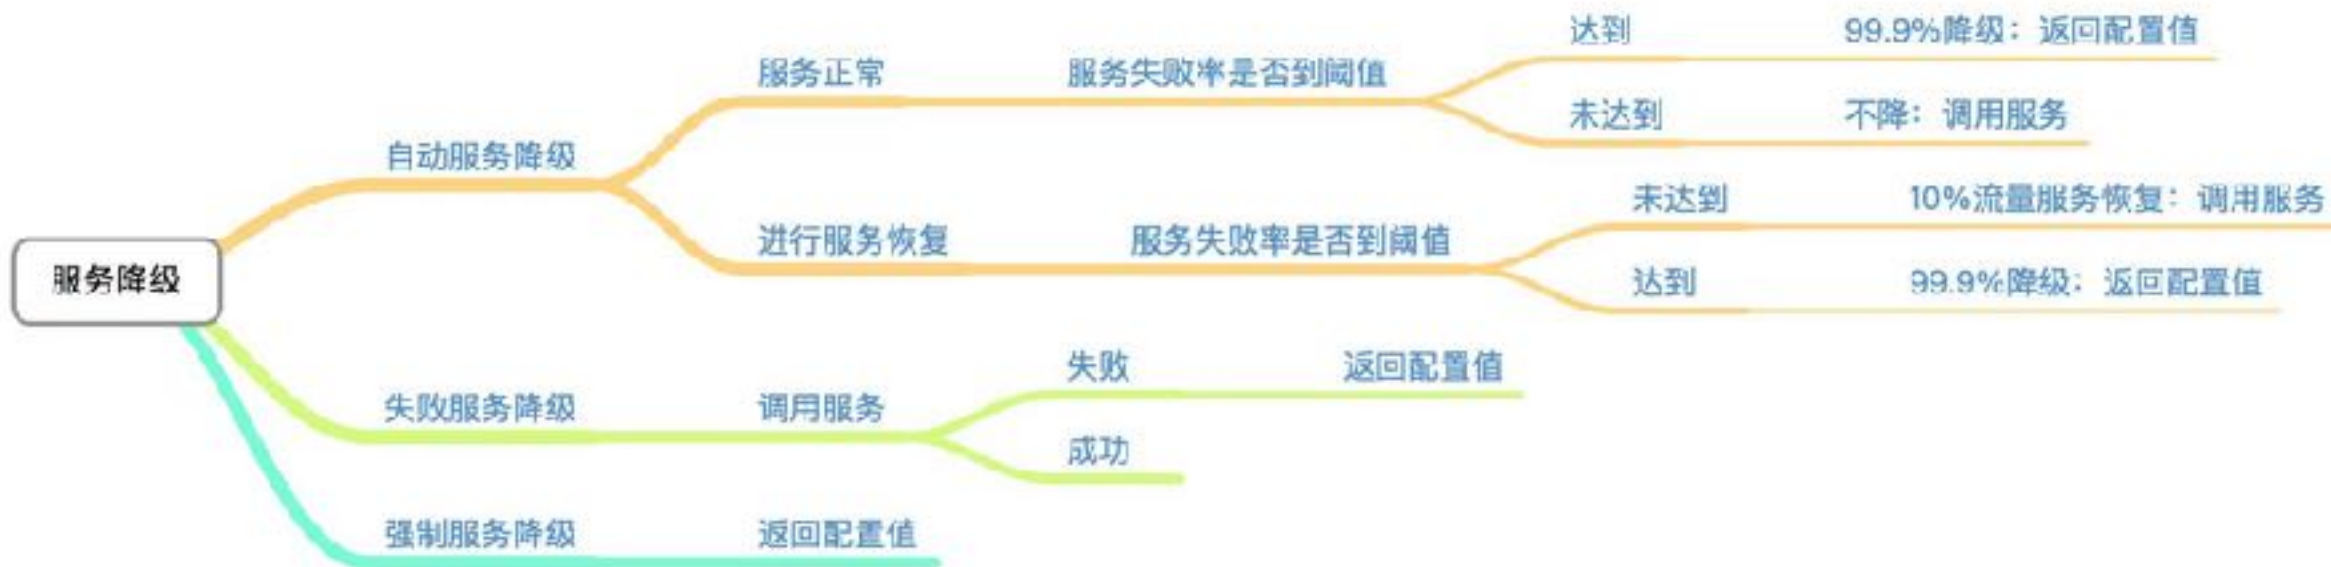 服务降级
自动服务降级
服务正常
服务失败率是否到阈值
达到
99.9%降级：返回配置值
未达到
不降：调用服务
进行服务恢复
服务失败率是否到阈值
未达到
10%流量服务恢复：调用服务
达到
99.9%降级：返回配置值
失败服务降级
调用服务
失败
返回配置值
成功
强制服务降级
返回配置值